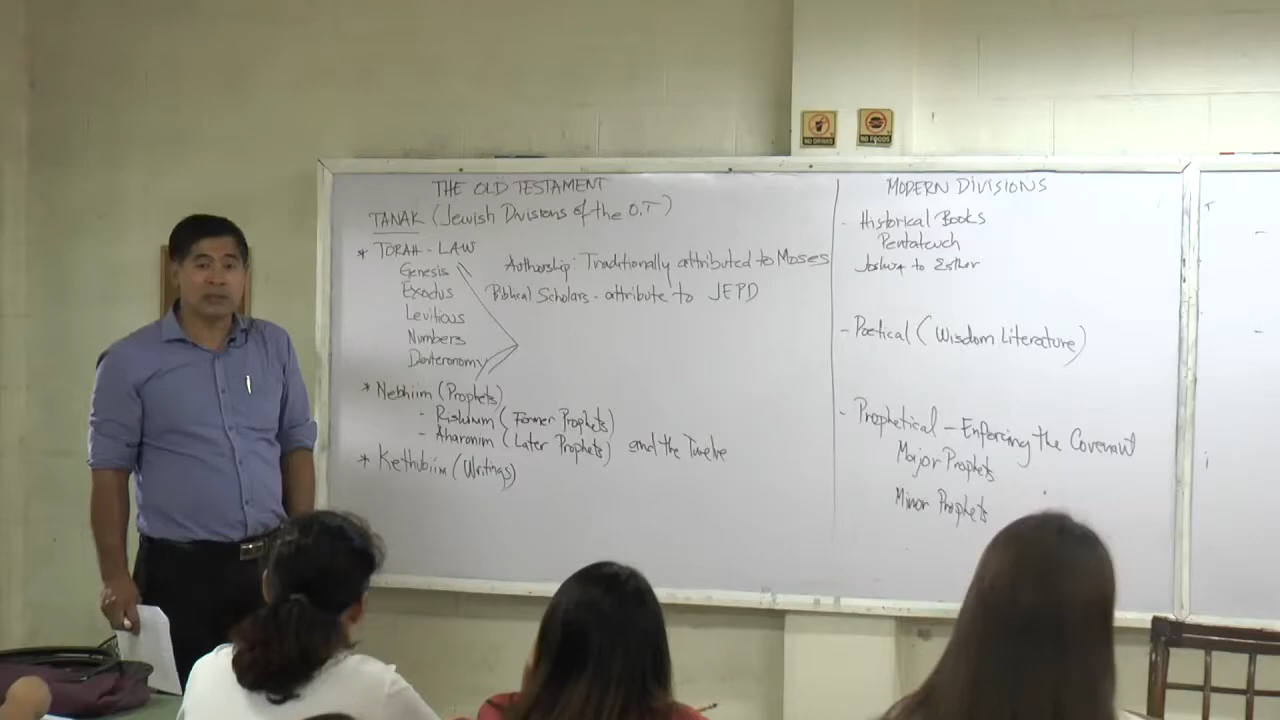 NO DRINKS
NO FOODS
THE OLD TESTAMENT
TANAK (Jewish Divisions of the O.T)
* TORAH - LAW
Genesis
Exodus
Leviticus
Numbers
Deuteronomy
Authorship: Traditionally attributed to Moses
Biblical Scholars - attribute to JEPD
* Nebhiim (Prophets)
- Rishunim (Former Prophets)
- Aharonim (Later Prophets) and the Twelve
* Kethubiim (Writings)
MODERN DIVISIONS
- Historical Books
Pentateuch
Joshua to Esther
- Poetical (Wisdom Literature)
- Prophetical - Enforcing the Covenant
Major Prophets
Minor Prophets